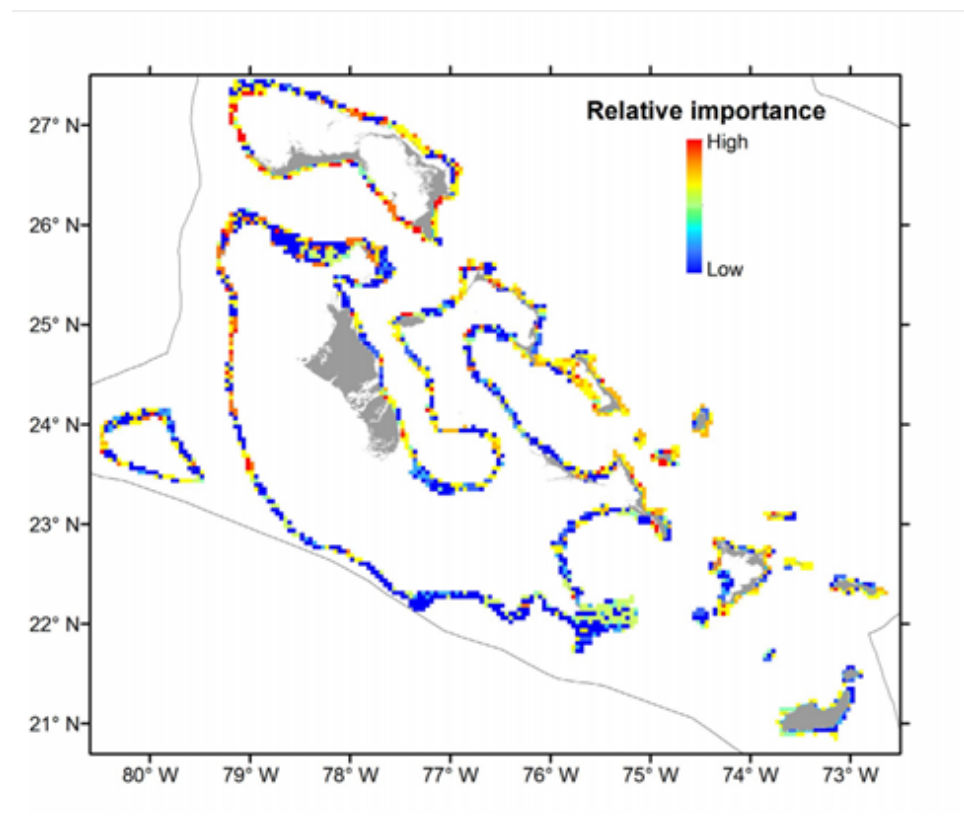 Relative importance
High
Low
27° N
26° N
25° N
24° N
23° N
22° N
21° N
80° W
79° W
78° W
77° W
76° W
75° W
74° W
73° W